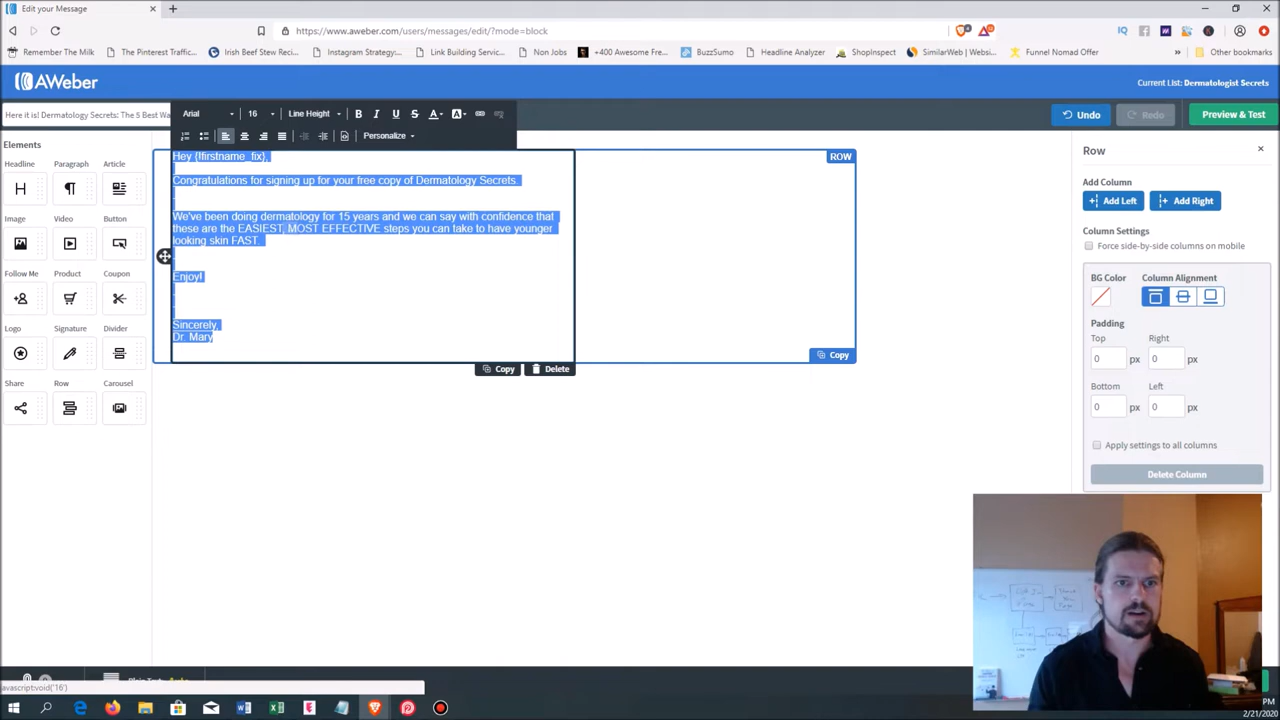 Edit your Message
https://www.aweber.com/users/messages/edit/?mode=block
Remember The Milk
The Pinterest Traffic...
Irish Beef Stew Reci...
Instagram Strategy:...
Link Building Servic...
Non Jobs
+400 Awesome Fre...
BuzzSumo
Headline Analyzer
ShopInspect
SimilarWeb | Websi...
Funnel Nomad Offer
Other bookmarks
AWeber
Current List: Dermatologist Secrets
Here it is! Dermatology Secrets: The 5 Best Wa
Arial
16
Line Height
Personalize
Undo
Redo
Preview & Test
Elements
Headline
Paragraph
Article
Image
Video
Button
Follow Me
Product
Coupon
Logo
Signature
Divider
Share
Row
Carousel
Hey {!firstname_fix},
Congratulations for signing up for your free copy of Dermatology Secrets.
We've been doing dermatology for 15 years and we can say with confidence that
these are the EASIEST, MOST EFFECTIVE steps you can take to have younger
looking skin FAST.
Enjoy!
Sincerely,
Dr. Mary
ROW
Copy
Copy
Delete
Row
Add Column
Add Left
Add Right
Column Settings
Force side-by-side columns on mobile
BG Color
Column Alignment
Padding
Top
Right
0 px
0 px
Bottom
Left
0 px
0 px
Apply settings to all columns
Delete Column
javascript:void('16')
PM
2/21/2020